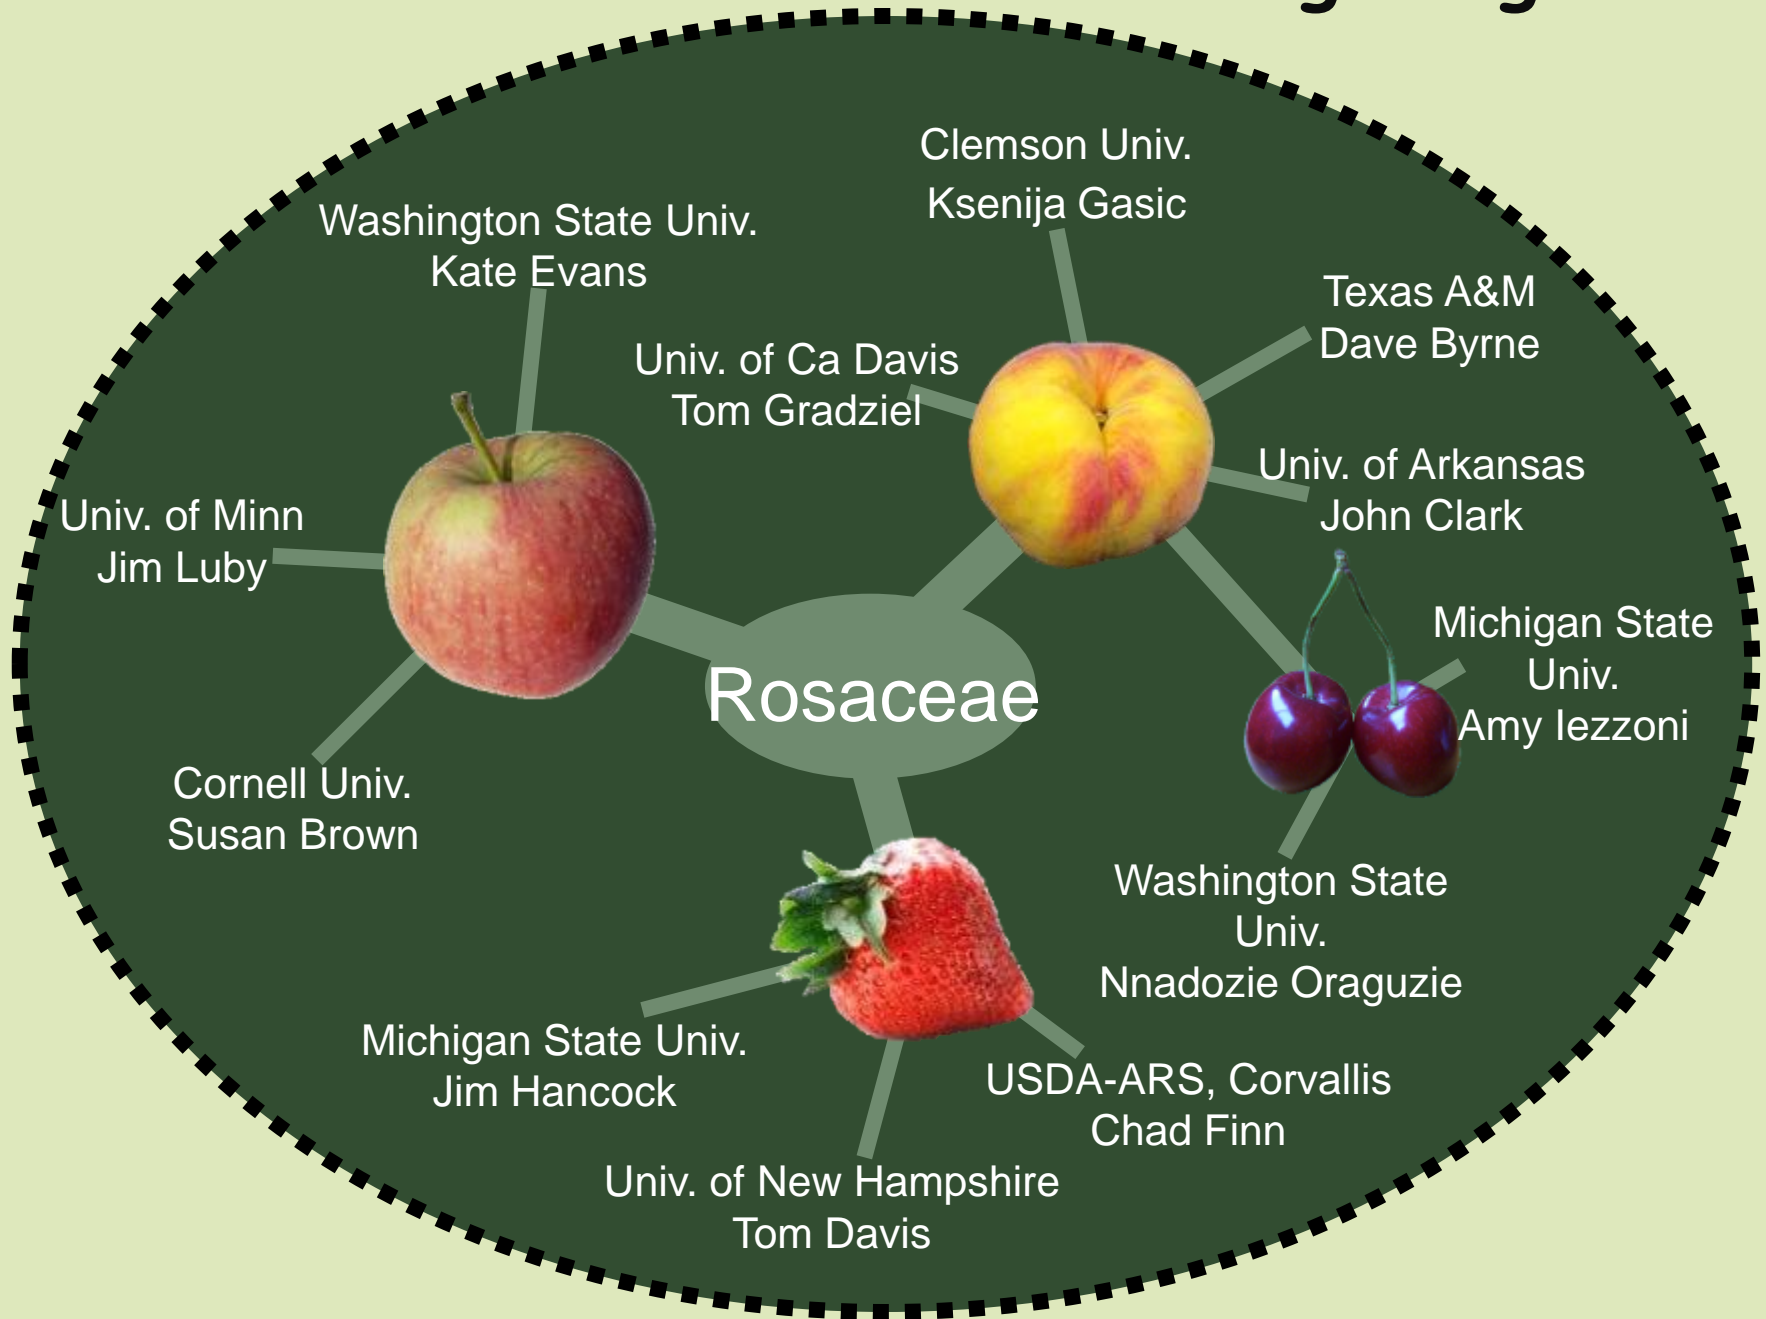 Clemson Univ.
Ksenija Gasic
Washington State Univ.
Kate Evans
Texas A&M
Dave Byrne
Univ. of Ca Davis
Tom Gradziel
Univ. of Arkansas
John Clark
Univ. of Minn
Jim Luby
Michigan State
Univ.
Amy Iezzoni
Rosaceae
Cornell Univ.
Susan Brown
Washington State
Univ.
Nnadozie Oraguzie
Michigan State Univ.
Jim Hancock
USDA-ARS, Corvallis
Chad Finn
Univ. of New Hampshire
Tom Davis